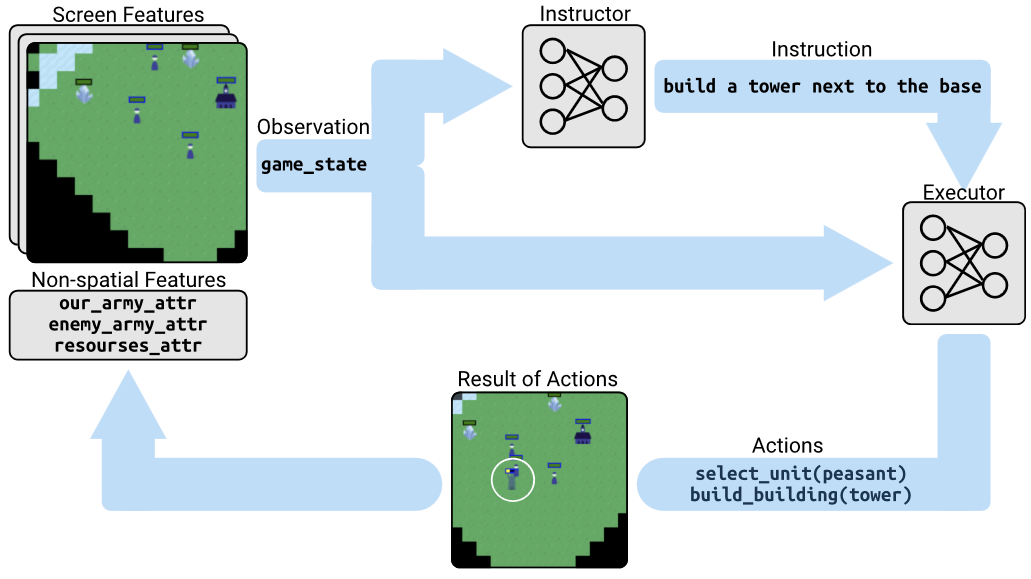 Screen Features
Observation
game_state
Non-spatial Features
our_army_attr
enemy_army_attr
resourses_attr
Instructor
Instruction
build a tower next to the base
Executor
Actions
select_unit(peasant)
build_building(tower)
Result of Actions